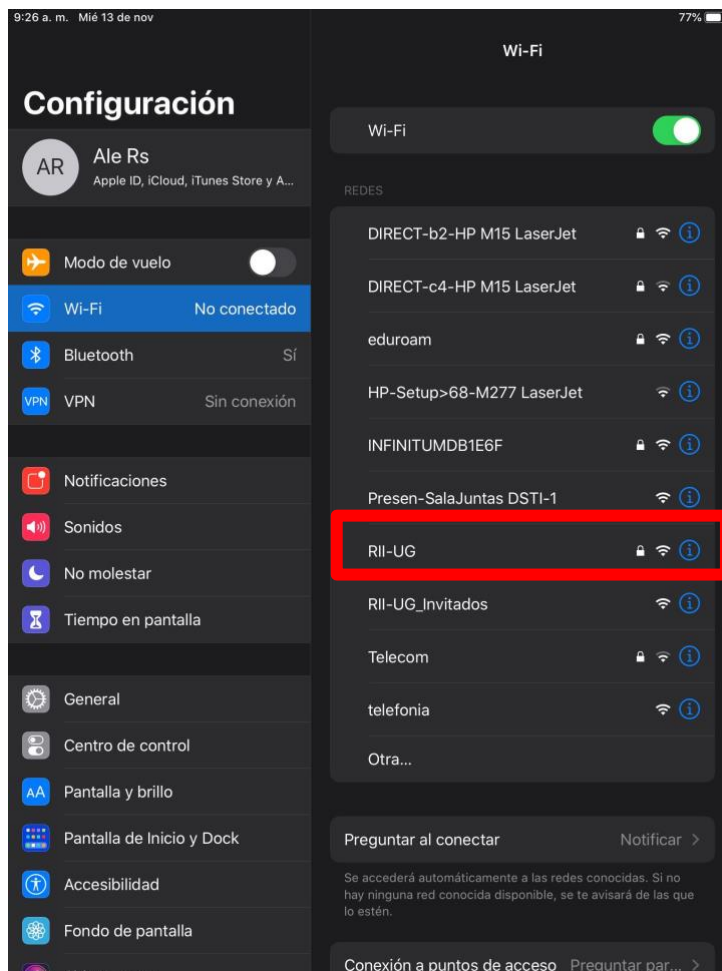 9:26 a. m. Mié 13 de nov
77%
Configuración
AR
Ale Rs
Apple ID, iCloud, iTunes Store y A...
Modo de vuelo
Wi-Fi No conectado
Bluetooth Sí
VPN VPN Sin conexión
Notificaciones
Sonidos
No molestar
Tiempo en pantalla
General
Centro de control
AA Pantalla y brillo
Pantalla de Inicio y Dock
Accesibilidad
Fondo de pantalla
Wi-Fi
Wi-Fi
REDES
DIRECT-b2-HP M15 LaserJet
DIRECT-c4-HP M15 LaserJet
eduroam
HP-Setup>68-M277 LaserJet
INFINITUMDB1E6F
Presen-SalaJuntas DSTI-1
RII-UG
RII-UG_Invitados
Telecom
telefonia
Otra...
Preguntar al conectar Notificar >
Se accederá automáticamente a las redes conocidas. Si no
hay ninguna red conocida disponible, se te avisará de las que
lo estén.
Conexión a puntos de acceso Preguntar par... >